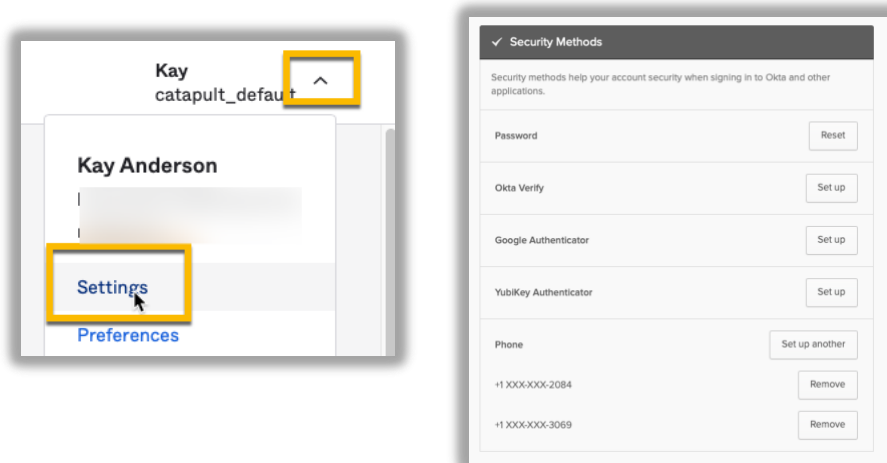 Kay
catapult_default
Kay Anderson
Settings
Preferences
Security Methods
Security methods help your account security when signing in to Okta and other
applications.
Password
Reset
Okta Verify
Set up
Google Authenticator
Set up
YubiKey Authenticator
Set up
Phone
Set up another
+1 XXX-XXX-2084
Remove
+1 XXX-XXX-3069
Remove